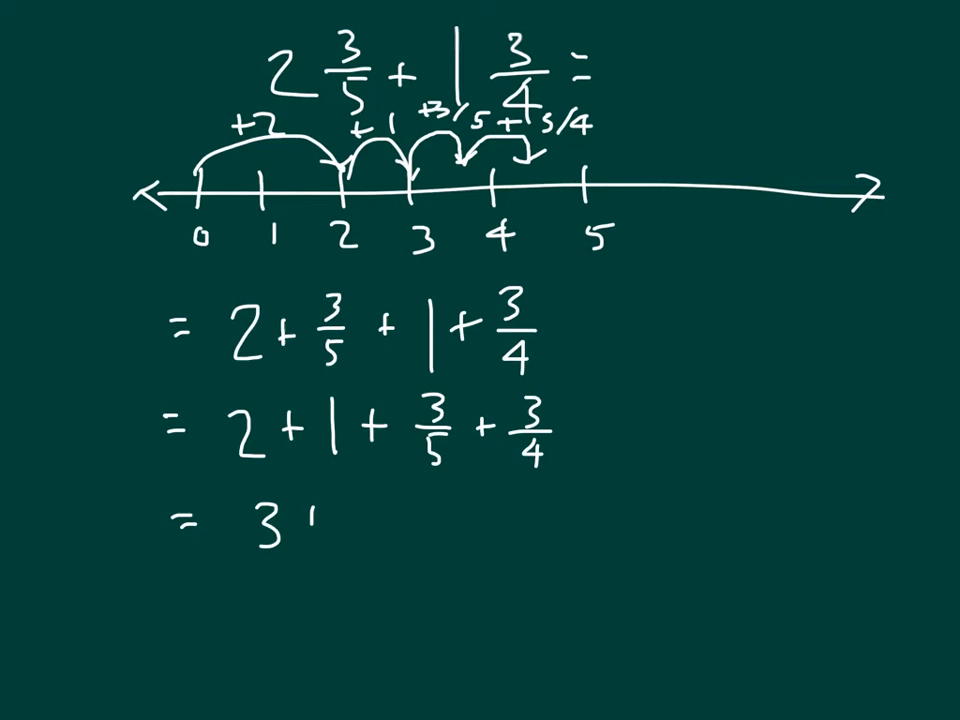 2 3/5 + 1 3/4 =
+2 +1 +3/5 + 3/4
0 1 2 3 4 5
= 2 + 3/5 + 1 + 3/4
= 2 + 1 + 3/5 + 3/4
= 3